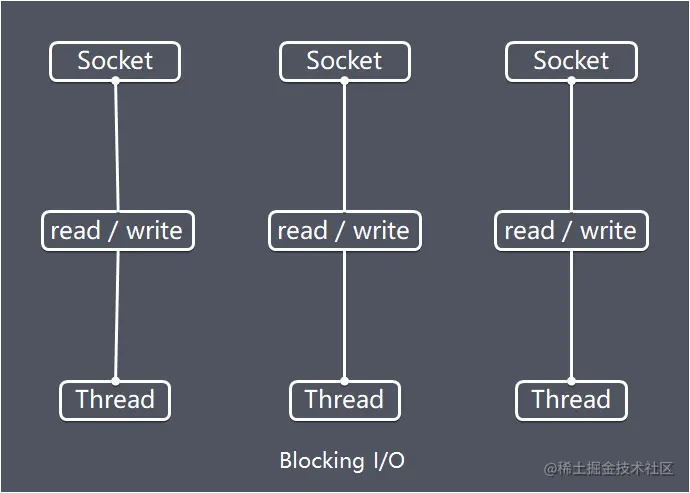 Socket Socket Socket
read / write read / write read / write
Thread Thread Thread
Blocking I/O
@稀土掘金技术社区